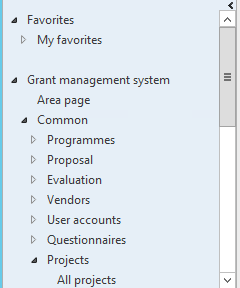 Favorites
My favorites
Grant management system
Area page
Common
Programmes
Proposal
Evaluation
Vendors
User accounts
Questionnaires
Projects
All projects